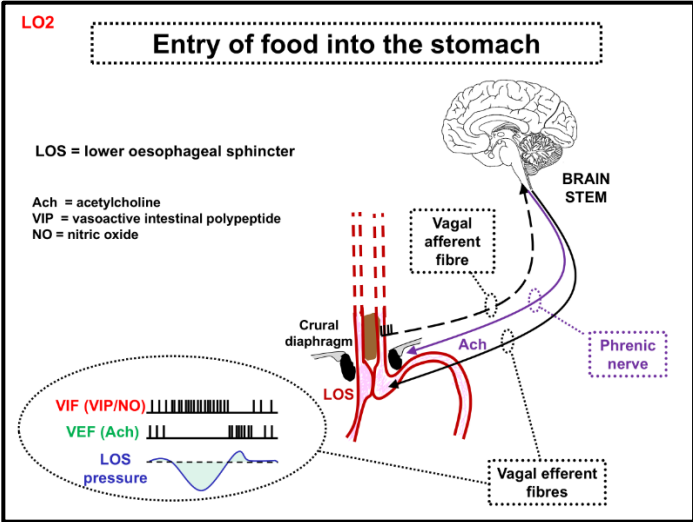 LO2
Entry of food into the stomach
LOS = lower oesophageal sphincter
Ach = acetylcholine
VIP = vasoactive intestinal polypeptide
NO = nitric oxide
BRAIN
STEM
Vagal
afferent
fibre
Crural
diaphragm
Ach
Phrenic
nerve
LOS
VIF (VIP/NO)
VEF (Ach)
LOS
pressure
Vagal efferent
fibres